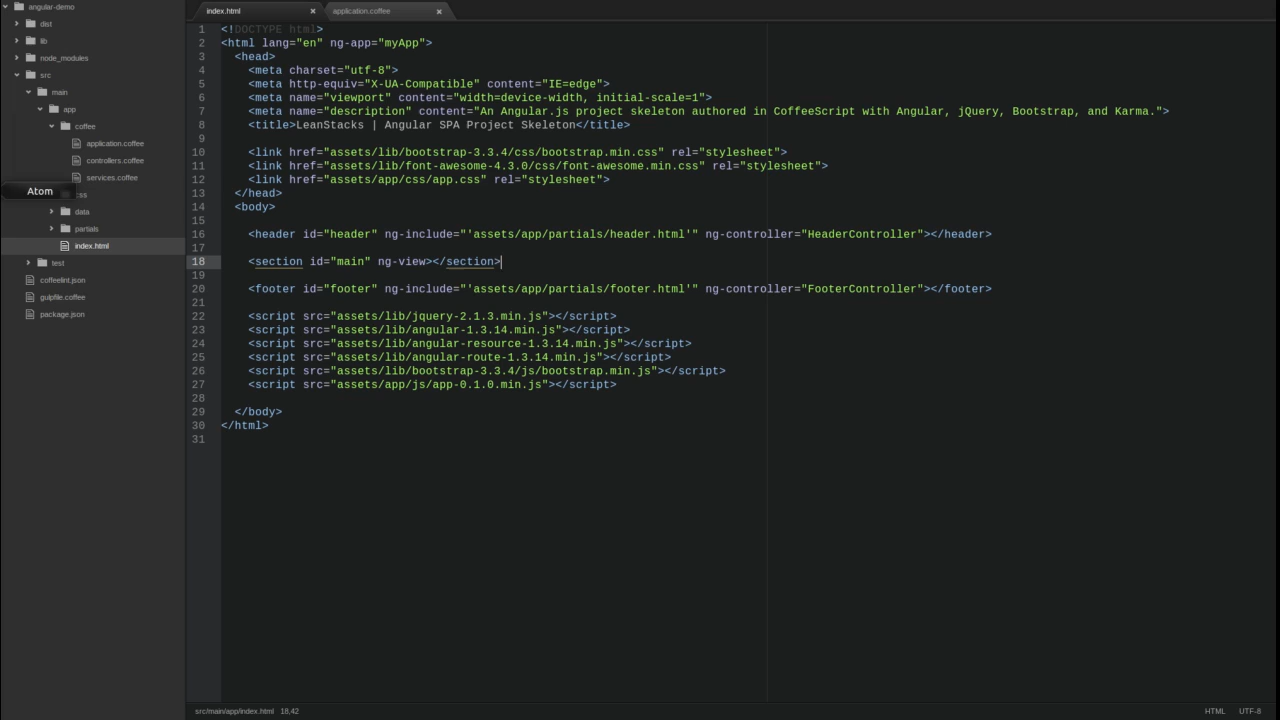 angular-demo
dist
lib
node_modules
src
main
app
coffee
application.coffee
controllers.coffee
services.coffee
Atom
css
data
partials
index.html
test
coffeelint.json
gulpfile.coffee
package.json
index.html
application.coffee
1 <!DOCTYPE html>
2 <html lang="en" ng-app="myApp">
3 <head>
4 <meta charset="utf-8">
5 <meta http-equiv="X-UA-Compatible" content="IE=edge">
6 <meta name="viewport" content="width=device-width, initial-scale=1">
7 <meta name="description" content="An Angular.js project skeleton authored in CoffeeScript with Angular, jQuery, Bootstrap, and Karma.">
8 <title>LeanStacks | Angular SPA Project Skeleton</title>
9
10 <link href="assets/lib/bootstrap-3.3.4/css/bootstrap.min.css" rel="stylesheet">
11 <link href="assets/lib/font-awesome-4.3.0/css/font-awesome.min.css" rel="stylesheet">
12 <link href="assets/app/css/app.css" rel="stylesheet">
13 </head>
14 <body>
15
16 <header id="header" ng-include="'assets/app/partials/header.html'" ng-controller="HeaderController"></header>
17
18 <section id="main" ng-view></section>
19
20 <footer id="footer" ng-include="'assets/app/partials/footer.html'" ng-controller="FooterController"></footer>
21
22 <script src="assets/lib/jquery-2.1.3.min.js"></script>
23 <script src="assets/lib/angular-1.3.14.min.js"></script>
24 <script src="assets/lib/angular-resource-1.3.14.min.js"></script>
25 <script src="assets/lib/angular-route-1.3.14.min.js"></script>
26 <script src="assets/lib/bootstrap-3.3.4/js/bootstrap.min.js"></script>
27 <script src="assets/app/js/app-0.1.0.min.js"></script>
28
29 </body>
30 </html>
31
src/main/app/index.html 18,42
HTML UTF-8